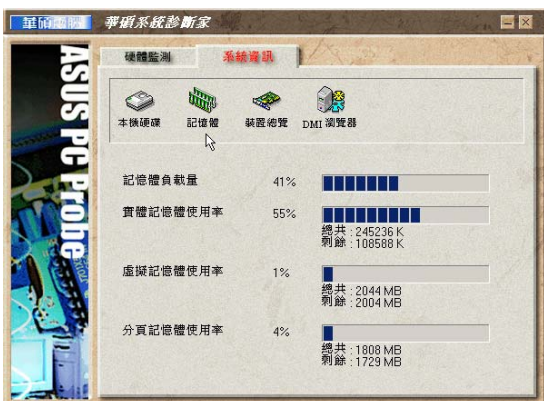 華碩電腦 華碩系統診斷家
ASUS PC Probe
硬體監測 系統資訊
本機硬碟 記憶體 裝置總覽 DMI 瀏覽器
記憶體負載量 41%
實體記憶體使用率 55%
總共 : 245236 K
剩餘 : 108588 K
虛擬記憶體使用率 1%
總共 : 2044 MB
剩餘 : 2004 MB
分頁記憶體使用率 4%
總共 : 1808 MB
剩餘 : 1729 MB